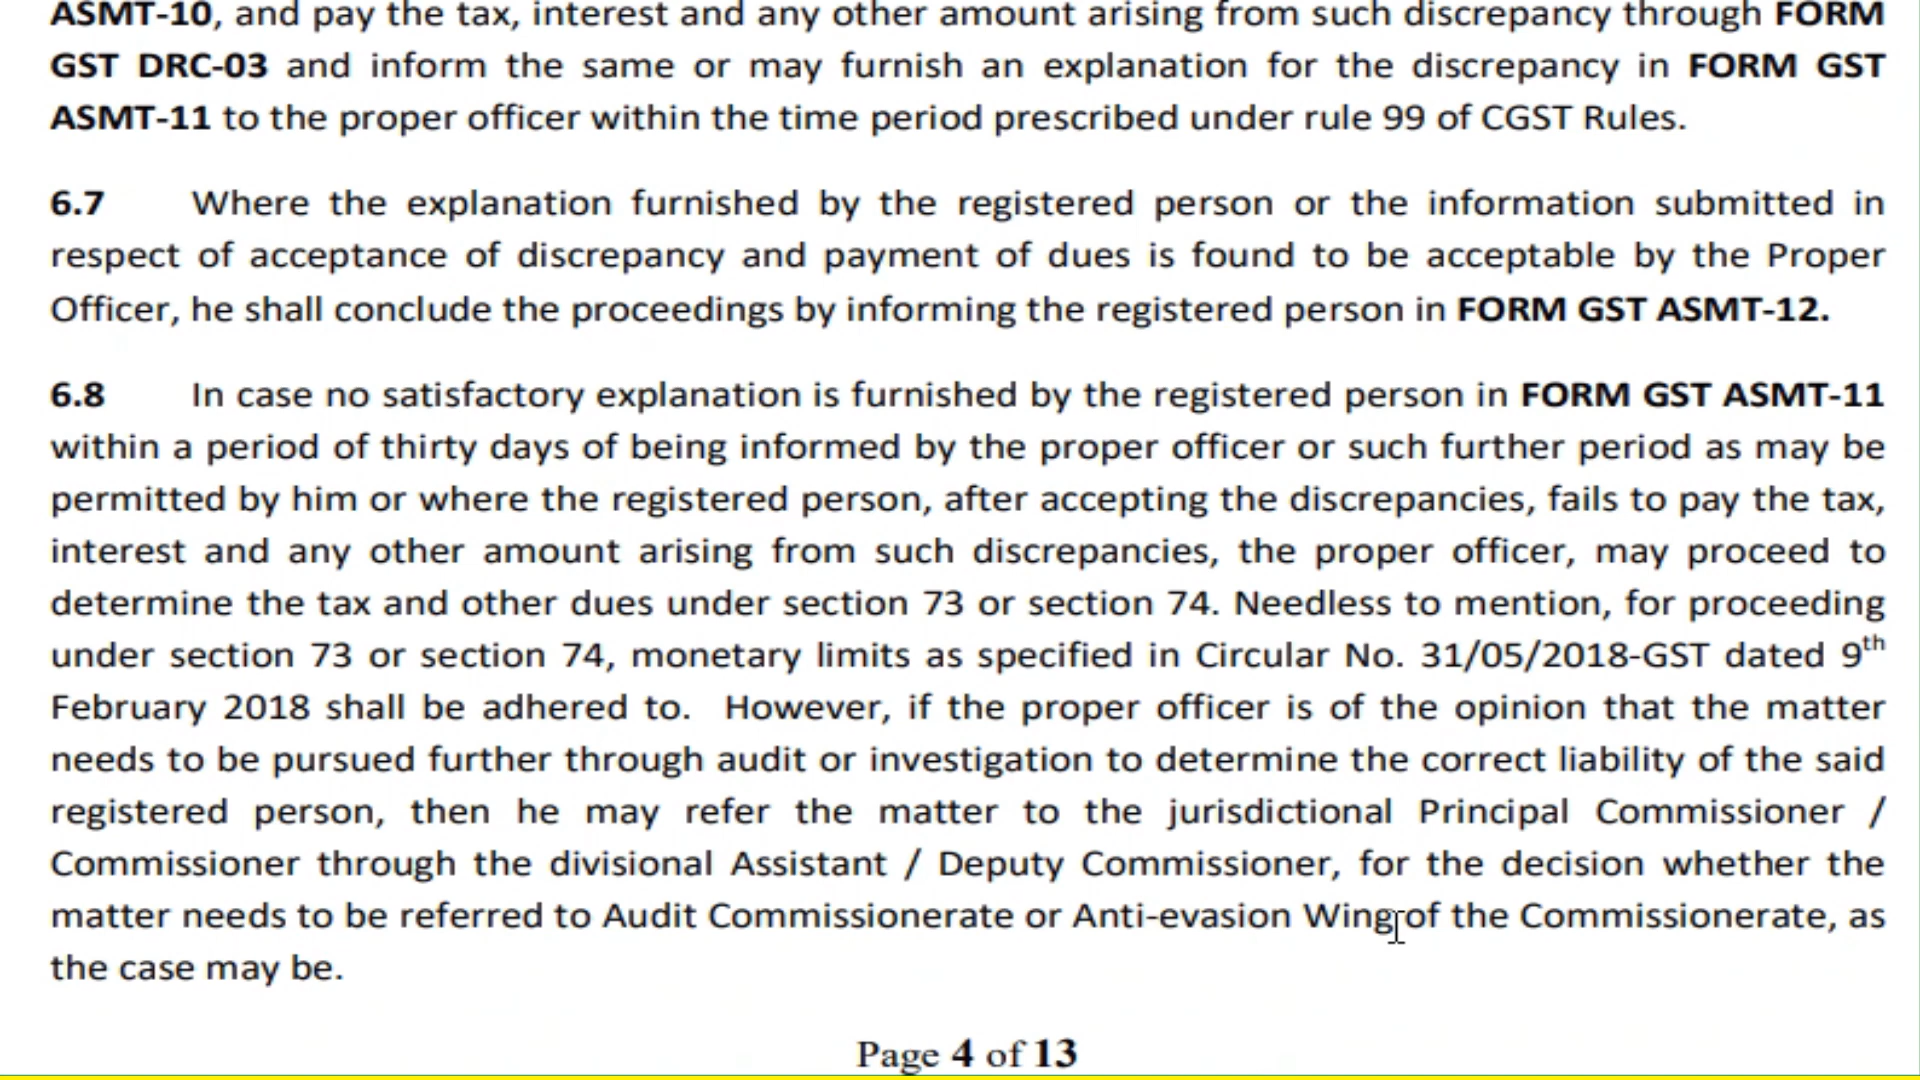 ASMT-10, and pay the tax, interest and any other amount arising from such discrepancy through FORM
GST DRC-03 and inform the same or may furnish an explanation for the discrepancy in FORM GST
ASMT-11 to the proper officer within the time period prescribed under rule 99 of CGST Rules.
6.7 Where the explanation furnished by the registered person or the information submitted in
respect of acceptance of discrepancy and payment of dues is found to be acceptable by the Proper
Officer, he shall conclude the proceedings by informing the registered person in FORM GST ASMT-12.
6.8 In case no satisfactory explanation is furnished by the registered person in FORM GST ASMT-11
within a period of thirty days of being informed by the proper officer or such further period as may be
permitted by him or where the registered person, after accepting the discrepancies, fails to pay the tax,
interest and any other amount arising from such discrepancies, the proper officer, may proceed to
determine the tax and other dues under section 73 or section 74. Needless to mention, for proceeding
under section 73 or section 74, monetary limits as specified in Circular No. 31/05/2018-GST dated 9th
February 2018 shall be adhered to. However, if the proper officer is of the opinion that the matter
needs to be pursued further through audit or investigation to determine the correct liability of the said
registered person, then he may refer the matter to the jurisdictional Principal Commissioner /
Commissioner through the divisional Assistant / Deputy Commissioner, for the decision whether the
matter needs to be referred to Audit Commissionerate or Anti-evasion Wing of the Commissionerate, as
the case may be.
Page 4 of 13